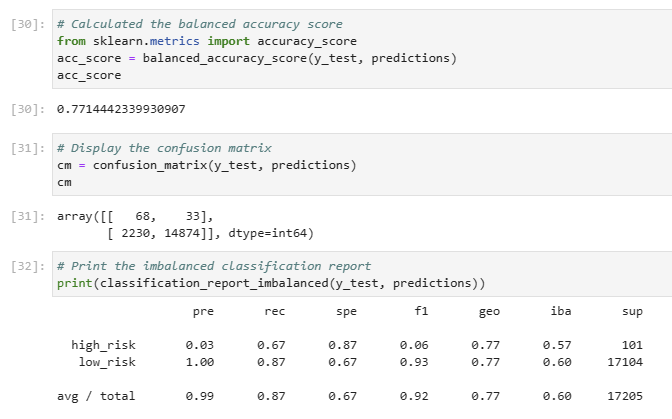 [30]: # Calculated the balanced accuracy score
from sklearn.metrics import accuracy_score
acc_score = balanced_accuracy_score(y_test, predictions)
acc_score
[30]: 0.7714442339930907
[31]: # Display the confusion matrix
cm = confusion_matrix(y_test, predictions)
cm
[31]: array([[   68,    33],
       [ 2230, 14874]], dtype=int64)
[32]: # Print the imbalanced classification report
print(classification_report_imbalanced(y_test, predictions))
pre rec spe f1 geo iba sup
high_risk 0.03 0.67 0.87 0.06 0.77 0.57 101
low_risk 1.00 0.87 0.67 0.93 0.77 0.60 17104
avg / total 0.99 0.87 0.67 0.92 0.77 0.60 17205